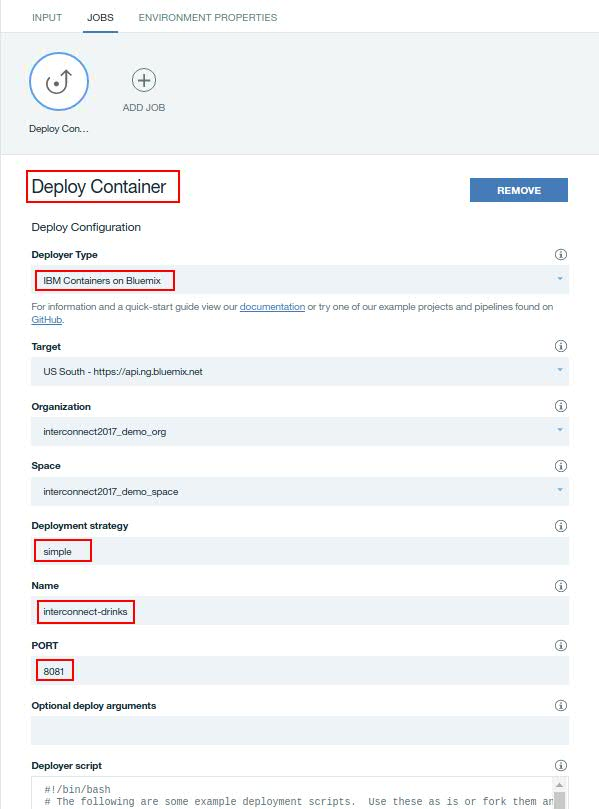 INPUT JOBS ENVIRONMENT PROPERTIES
Deploy Con...
ADD JOB
Deploy Container
REMOVE
Deploy Configuration
Deployer Type
IBM Containers on Bluemix
For information and a quick-start guide view our documentation or try one of our example projects and pipelines found on
GitHub.
Target
US South - https://api.ng.bluemix.net
Organization
interconnect2017_demo_org
Space
interconnect2017_demo_space
Deployment strategy
simple
Name
interconnect-drinks
PORT
8081
Optional deploy arguments
Deployer script
#!/bin/bash
# The following are some example deployment scripts.  Use these as is or fork them an